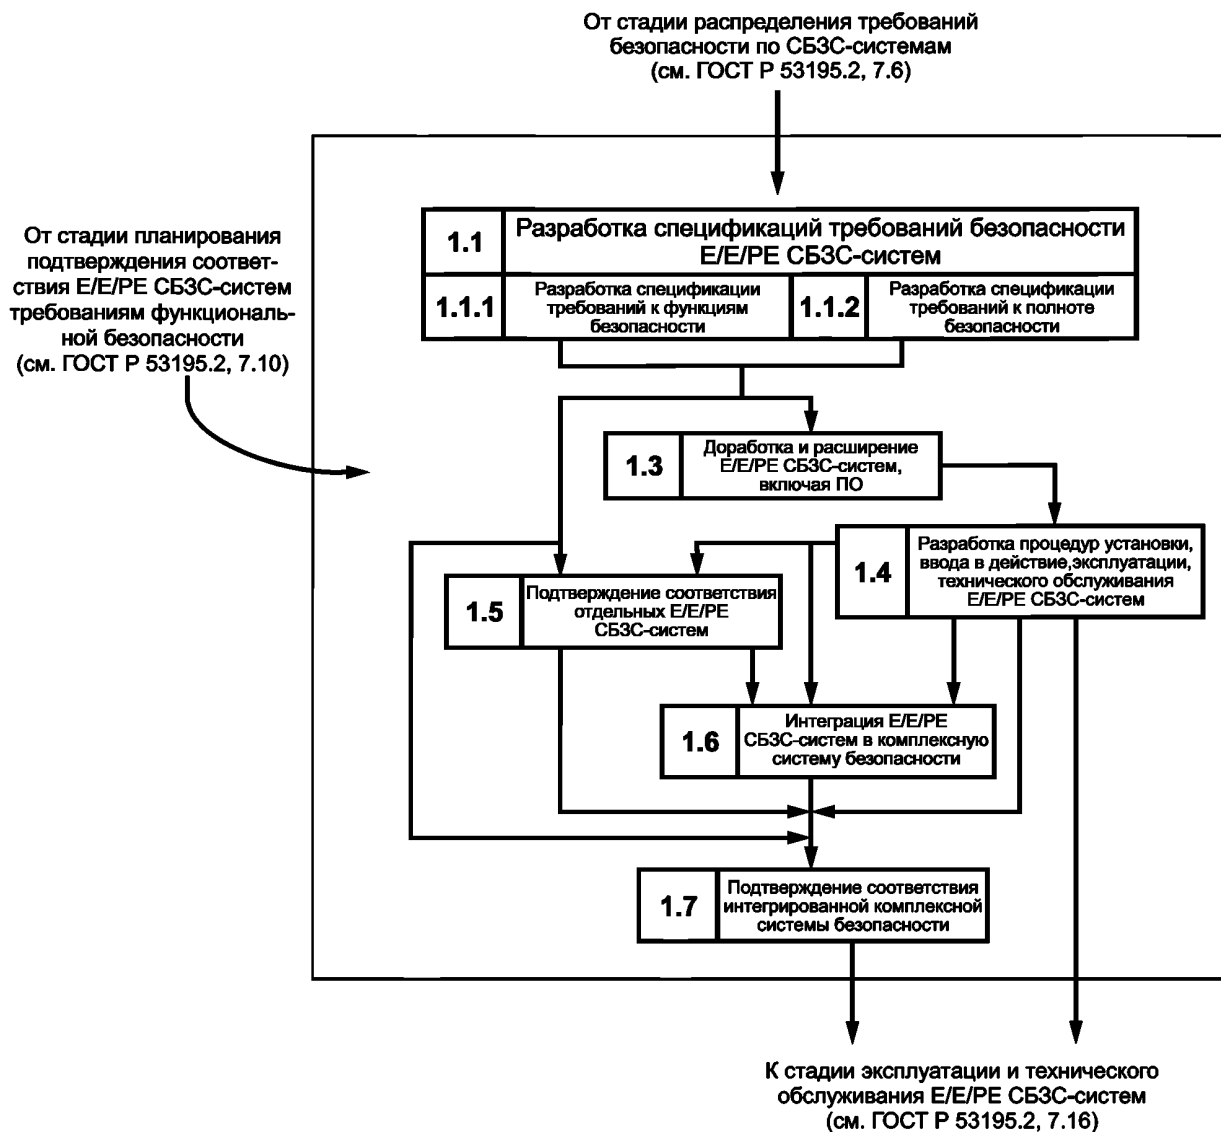 От стадии распределения требований
безопасности по СБЗС-системам
(см. ГОСТ Р 53195.2, 7.6)
От стадии планирования
подтверждения соответ-
ствия E/E/PE СБЗС-систем
требованиям функциональ-
ной безопасности
(см. ГОСТ Р 53195.2, 7.10)
1.1
Разработка спецификаций требований безопасности
E/E/PE СБЗС-систем
1.1.1
Разработка спецификации
требований к функциям
безопасности
1.1.2
Разработка спецификации
требований к полноте
безопасности
1.3
Доработка и расширение
E/E/PE СБЗС-систем,
включая ПО
1.4
Разработка процедур установки,
ввода в действие,эксплуатации,
технического обслуживания
E/E/PE СБЗС-систем
1.5
Подтверждение соответствия
отдельных E/E/PE
СБЗС-систем
1.6
Интеграция E/E/PE
СБЗС-систем в комплексную
систему безопасности
1.7
Подтверждение соответствия
интегрированной комплексной
системы безопасности
К стадии эксплуатации и технического
обслуживания E/E/PE СБЗС-систем
(см. ГОСТ Р 53195.2, 7.16)